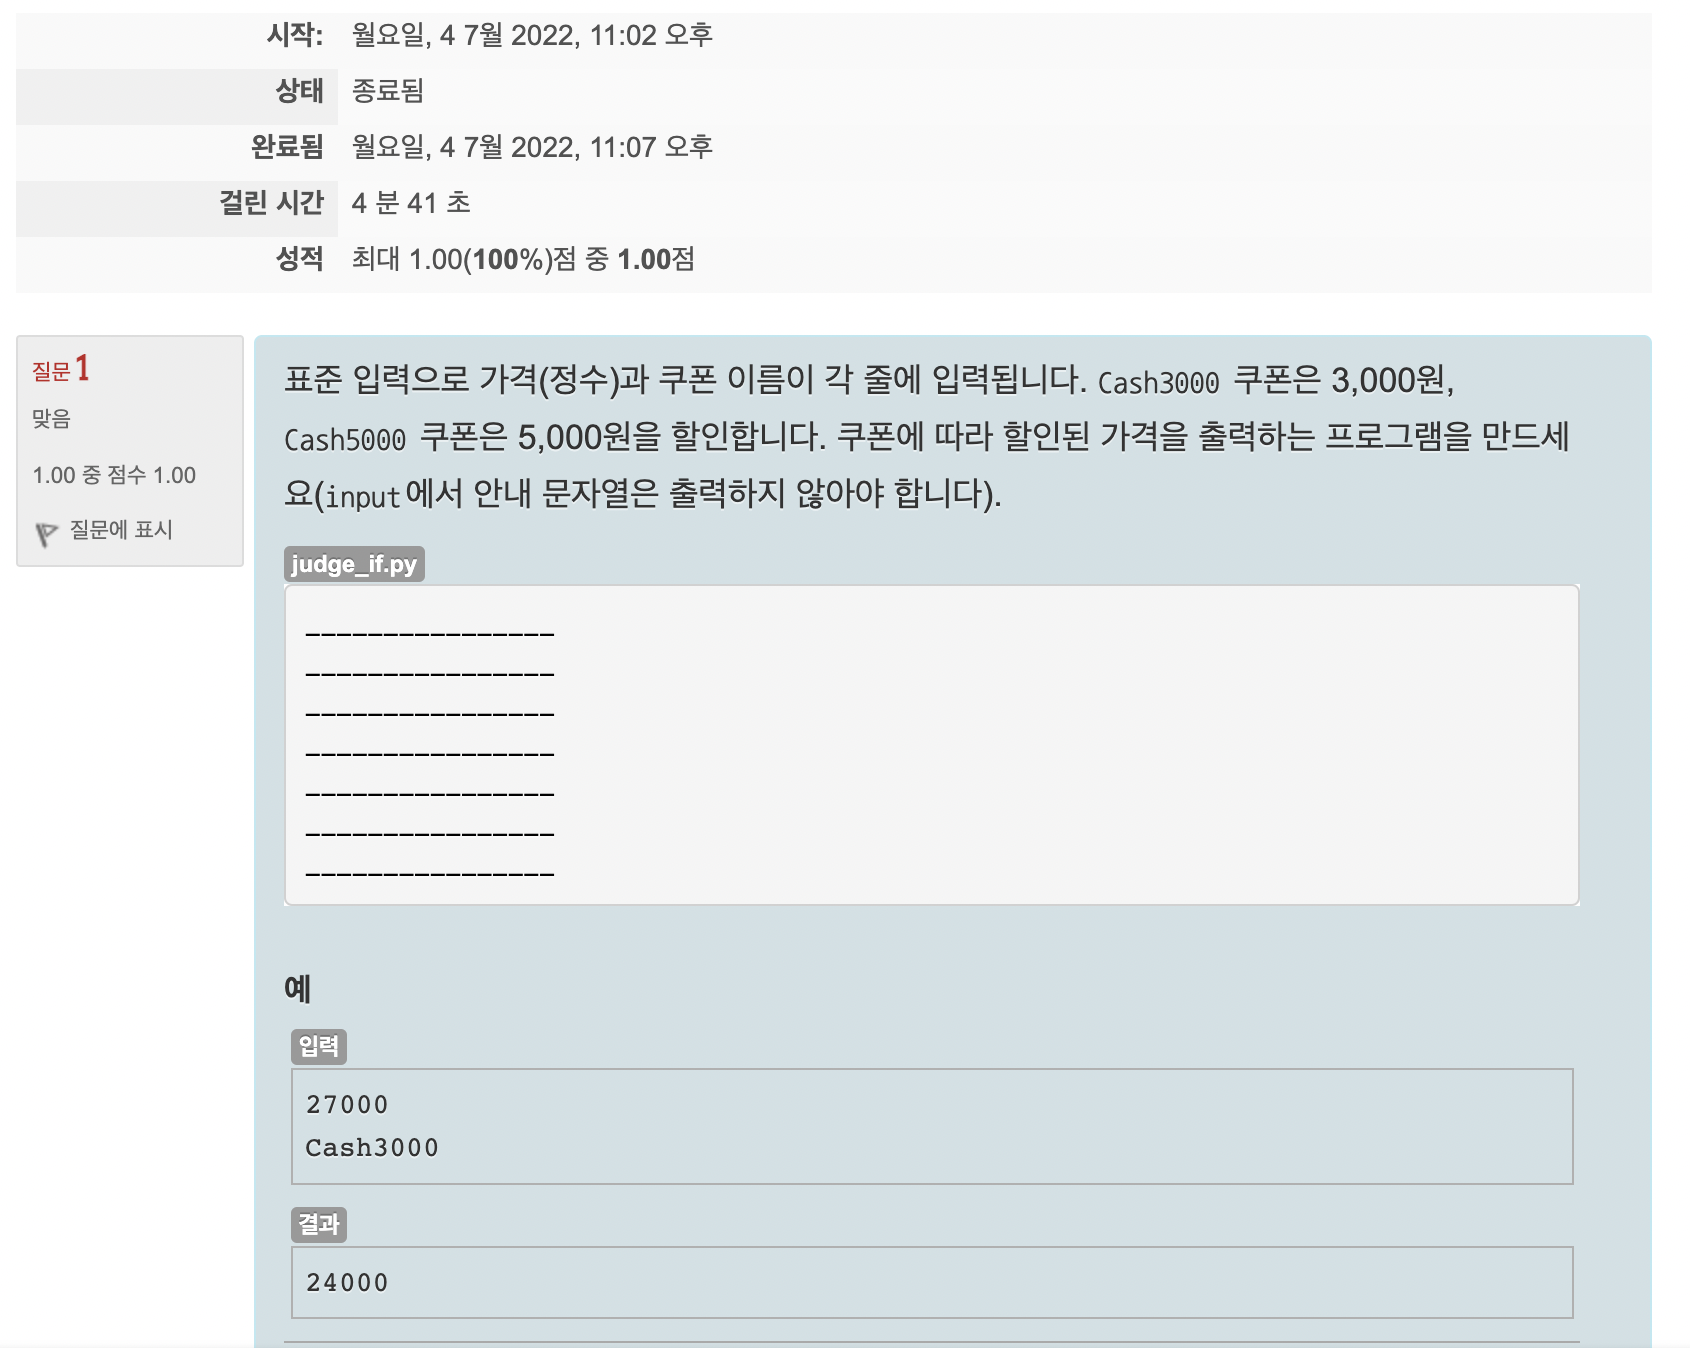 시작: 월요일, 4 7월 2022, 11:02 오후
상태 종료됨
완료됨 월요일, 4 7월 2022, 11:07 오후
걸린 시간 4 분 41 초
성적 최대 1.00(100%)점 중 1.00점
질문 1
맞음
1.00 중 점수 1.00
질문에 표시
표준 입력으로 가격(정수)과 쿠폰 이름이 각 줄에 입력됩니다. Cash3000 쿠폰은 3,000원,
Cash5000 쿠폰은 5,000원을 할인합니다. 쿠폰에 따라 할인된 가격을 출력하는 프로그램을 만드세
요(input에서 안내 문자열은 출력하지 않아야 합니다).
judge_if.py
________________
________________
________________
________________
________________
________________
________________
예
입력
27000
Cash3000
결과
24000